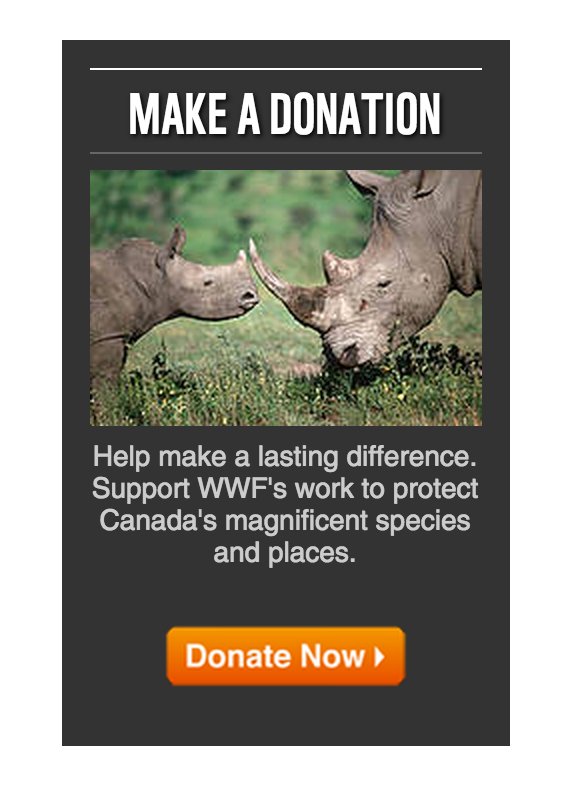 MAKE A DONATION
Help make a lasting difference.
Support WWF's work to protect
Canada's magnificent species
and places.
Donate Now